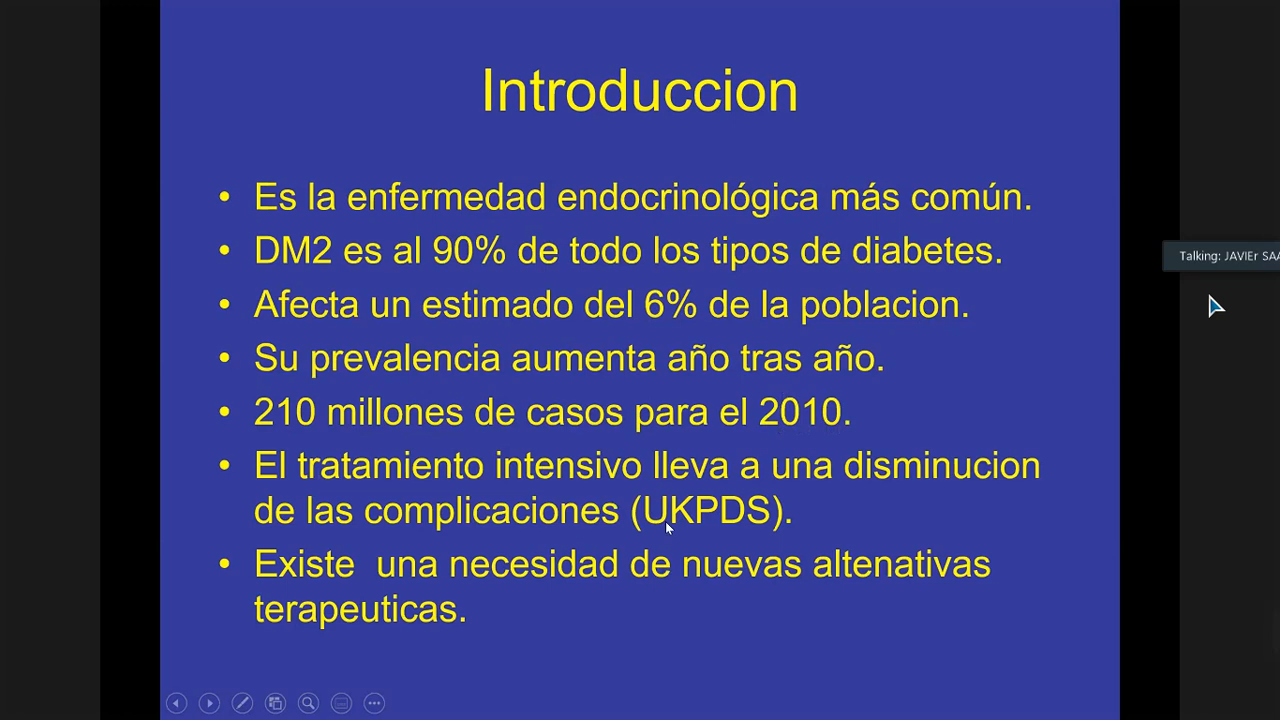 Introduccion
• Es la enfermedad endocrinológica más común.
• DM2 es al 90% de todo los tipos de diabetes.
• Afecta un estimado del 6% de la poblacion.
• Su prevalencia aumenta año tras año.
• 210 millones de casos para el 2010.
• El tratamiento intensivo lleva a una disminucion
de las complicaciones (UKPDS).
• Existe  una necesidad de nuevas altenativas
terapeuticas.
Talking: JAVIEr SAA